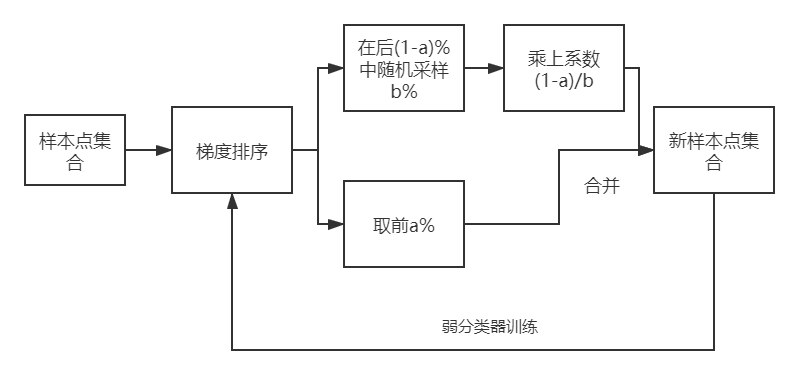 样本点集
合
梯度排序
在后(1-a)%
中随机采样
b%
乘上系数
(1-a)/b
取前a%
合并
新样本点集
合
弱分类器训练